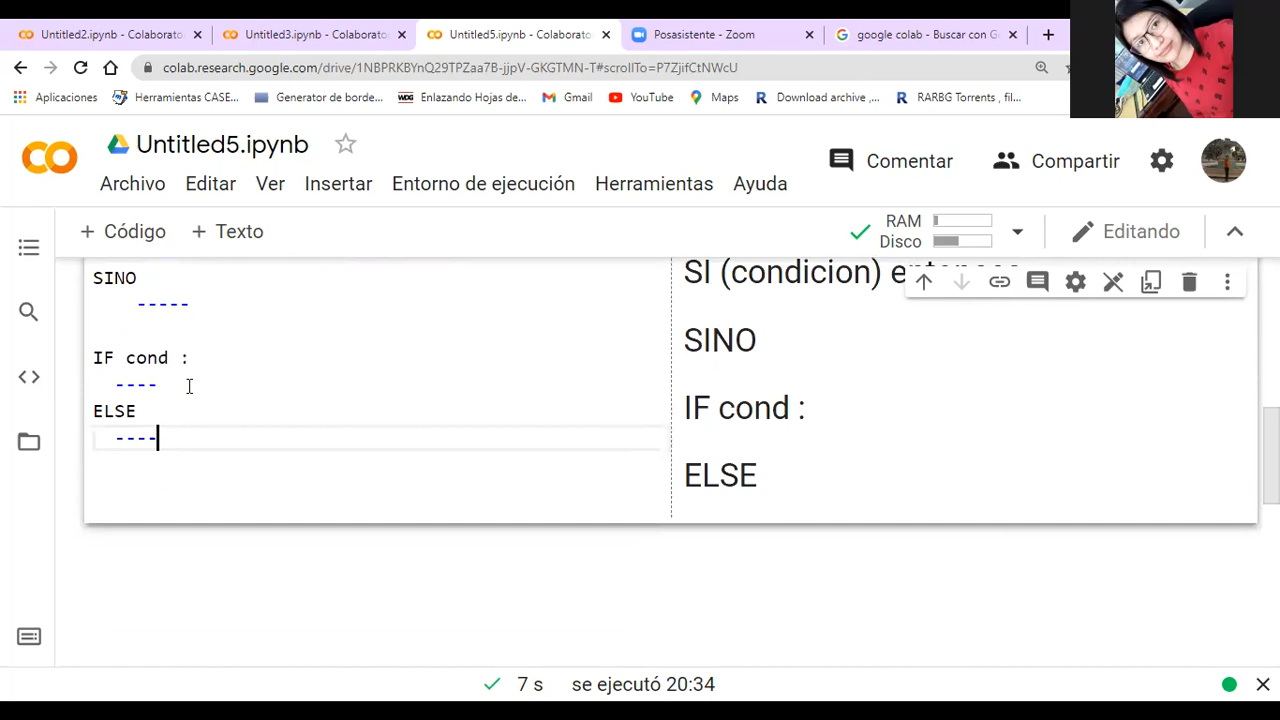 Untitled2.ipynb - Colaborato
Untitled3.ipynb - Colaborato
Untitled5.ipynb - Colaborato
Posasistente - Zoom
google colab - Buscar con G
colab.research.google.com/drive/1NBPRKBmQ29TPZaa7B-jjpV-GKGTMN-T#scrollTo=P7ZjifCtNWcU
Aplicaciones
Herramientas CASE...
Generator de borde...
Enlazando Hojas de...
Gmail
YouTube
Maps
Download archive ,...
RARBG Torrents , fil...
Untitled5.ipynb
Comentar
Compartir
Archivo Editar Ver Insertar Entorno de ejecución Herramientas Ayuda
+ Código + Texto
RAM
Disco
Editando
SINO
-----
IF cond :
----
ELSE
----
SI (condicion) entonces
SINO
IF cond :
ELSE
7 s se ejecutó 20:34